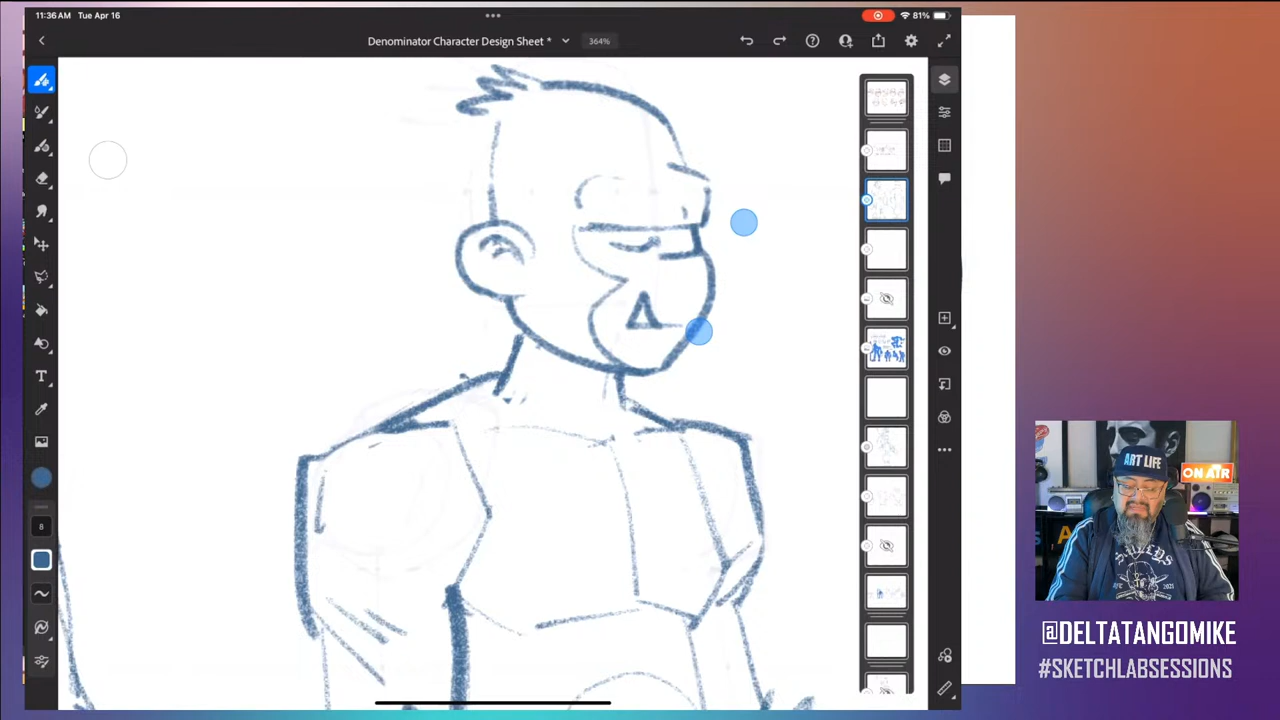 11:36 AM Tue Apr 16
81%
Denominator Character Design Sheet *
364%
T
8
ART LIFE
ON AIR
2021
@DELTATANGOMIKE
#SKETCHLABSESSIONS